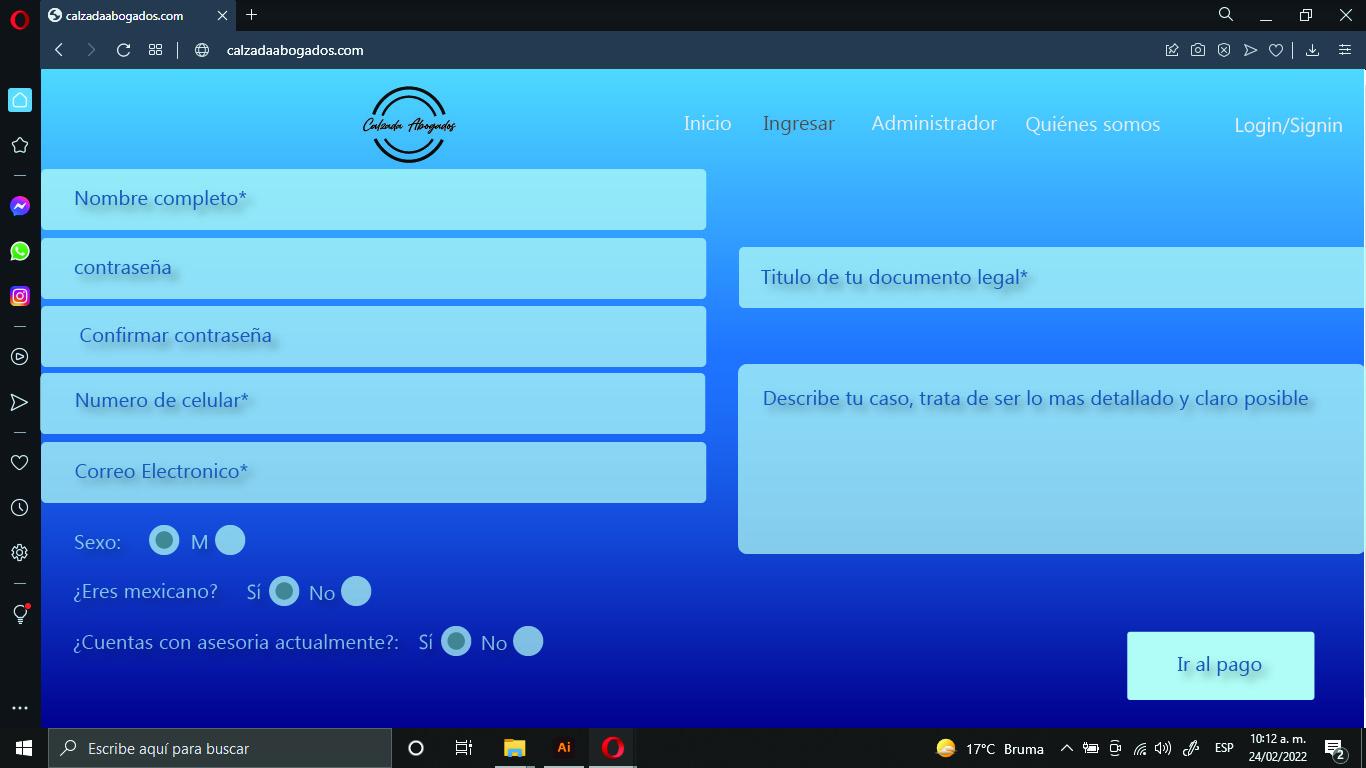 calzadaabogados.com
calzadaabogados.com
Calzada Abogados
Inicio Ingresar Administrador Quiénes somos Login/Signin
Nombre completo*
contraseña
Confirmar contraseña
Numero de celular*
Correo Electronico*
Sexo: M
¿Eres mexicano? Sí No
¿Cuentas con asesoria actualmente?: Sí No
Titulo de tu documento legal*
Describe tu caso, trata de ser lo mas detallado y claro posible
Ir al pago
Escribe aquí para buscar
Ai
17°C Bruma
ESP
10:12 a. m.
24/02/2022
2